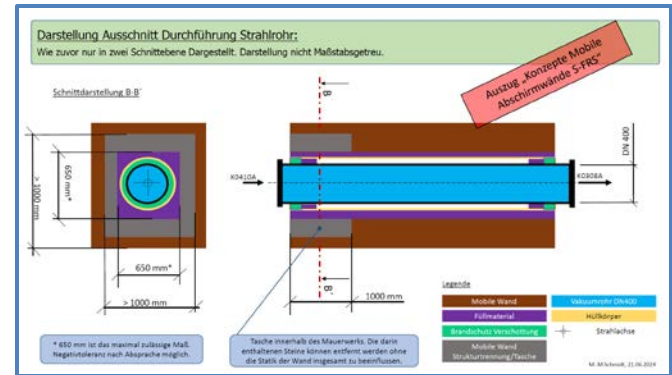 Darstellung Ausschnitt Durchführung Strahlrohr:
Wie zuvor nur in zwei Schnittebene Dargestellt. Darstellung nicht Maßstabsgetreu.
Auszug „Konzepte Mobile
Abschirmwände S-FRS“
Schnittdarstellung B-B´
B
> 1000 mm
650 mm*
650 mm*
> 1000 mm
K0410A
DN 400
K0308A
B´
1000 mm
* 650 mm ist das maximal zulässige Maß.
Negativtoleranz nach Absprache möglich.
Tasche innerhalb des Mauerwerks. Die darin
enthaltenen Steine können entfernt werden ohne
die Statik der Wand insgesamt zu beeinflussen.
Legende
Mobile Wand
Vakuumrohr DN400
Füllmaterial
Hüllkörper
Brandschutz Verschottung
Strahlachse
Mobile Wand
Strukturtrennung/Tasche
M. M.Schmidt, 21.06.2024